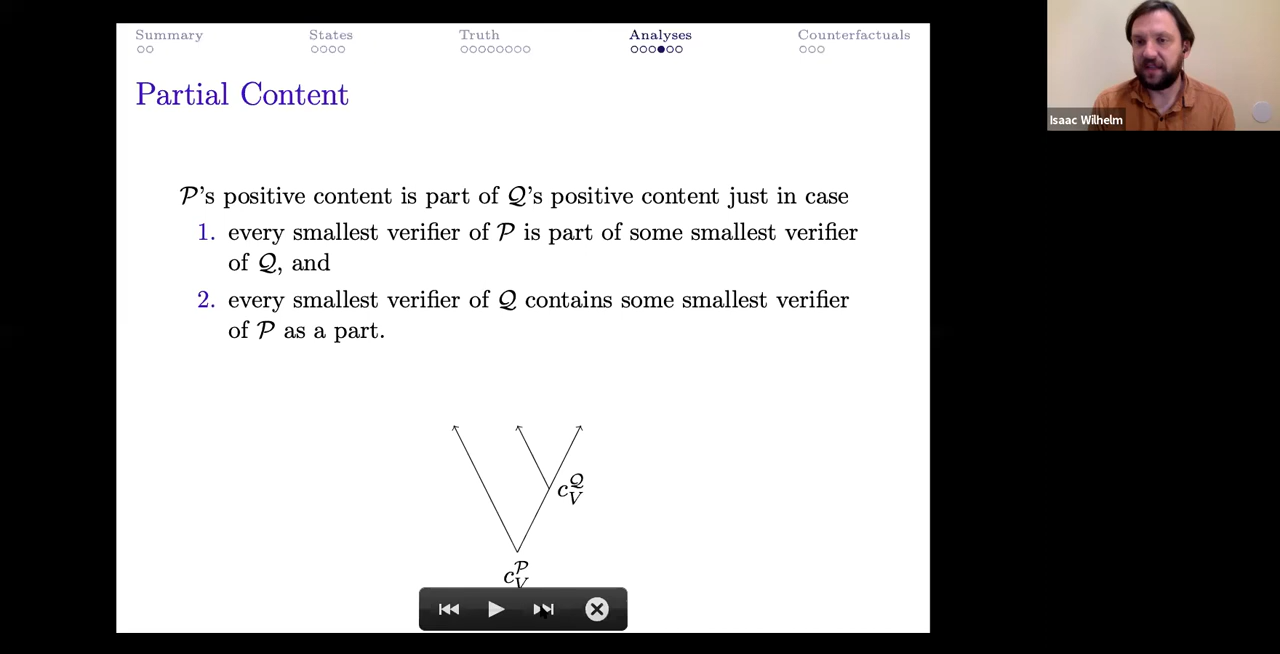 Summary States Truth Analyses Counterfactuals
Partial Content
𝒫's positive content is part of 𝒬's positive content just in case
1. every smallest verifier of 𝒫 is part of some smallest verifier
of 𝒬, and
2. every smallest verifier of 𝒬 contains some smallest verifier
of 𝒫 as a part.
c_V^𝒬
c_V^𝒫
Isaac Wilhelm